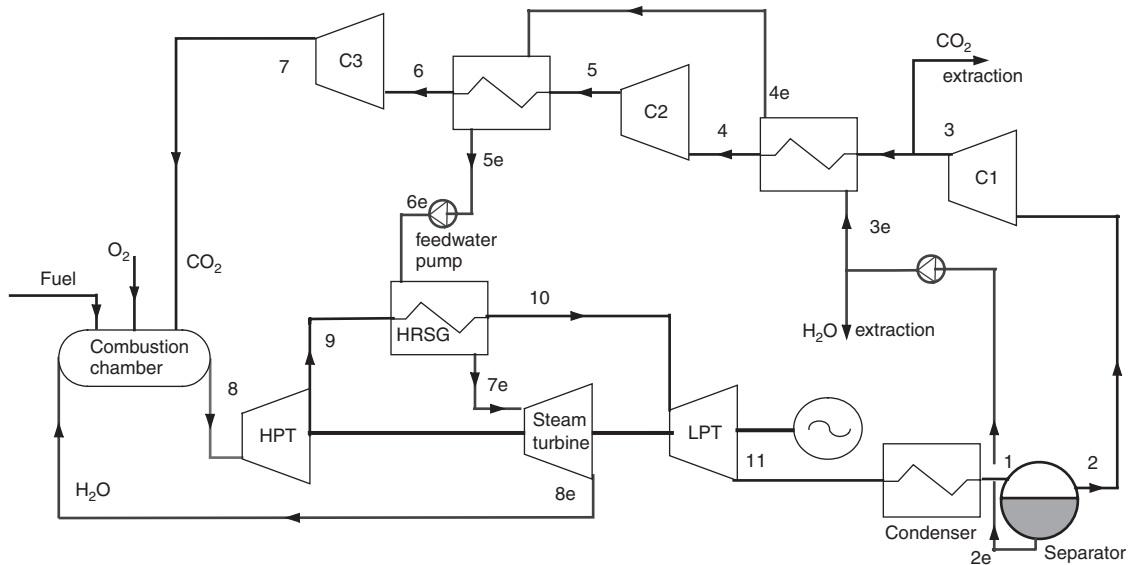 C3
7
6
5
C2
4e
4
CO₂
extraction
3
C1
5e
6e
feedwater
pump
3e
O₂
CO₂
Fuel
Combustion
chamber
9
HRSG
10
H₂O extraction
7e
8
HPT
Steam
turbine
LPT
11
8e
H₂O
Condenser
1
2
2e
Separator